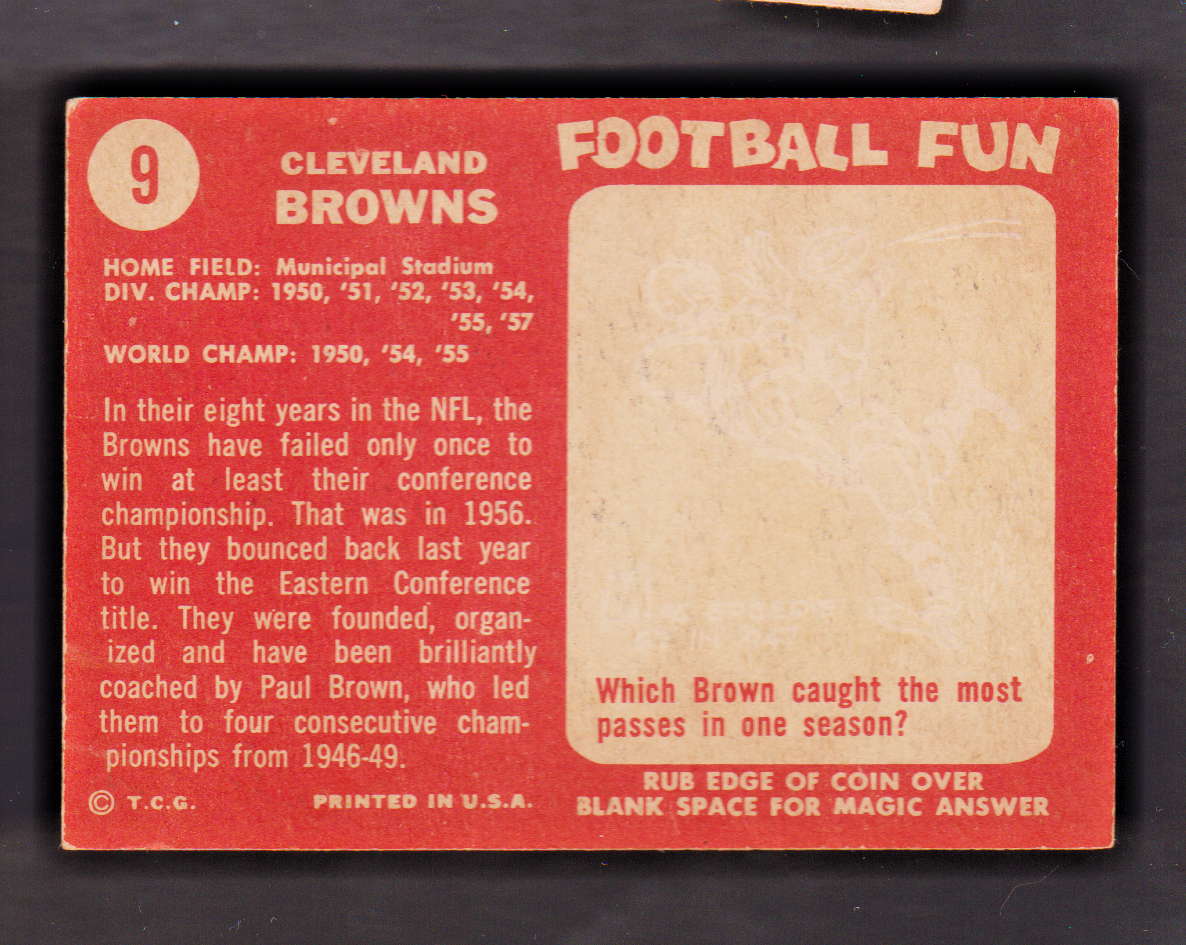 9
CLEVELAND
BROWNS
HOME FIELD: Municipal Stadium
DIV. CHAMP: 1950, '51, '52, '53, '54,
'55, '57
WORLD CHAMP: 1950, '54, '55
In their eight years in the NFL, the
Browns have failed only once to
win at least their conference
championship. That was in 1956.
But they bounced back last year
to win the Eastern Conference
title. They were founded, organ-
ized and have been brilliantly
coached by Paul Brown, who led
them to four consecutive cham-
pionships from 1946-49.
© T.C.G. PRINTED IN U.S.A.
FOOTBALL FUN
Which Brown caught the most
passes in one season?
RUB EDGE OF COIN OVER
BLANK SPACE FOR MAGIC ANSWER